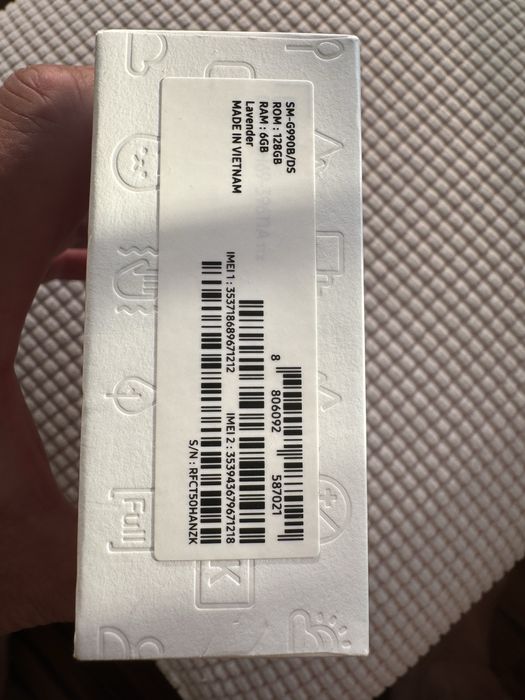 SM-G990B/DS
ROM : 128GB
RAM : 6GB
Lavender
MADE IN VIETNAM
8 806092 587021
IMEI 1 : 353718689671212
IMEI 2 : 353943679671218
S/N : RFCT50HANZK
Full
K